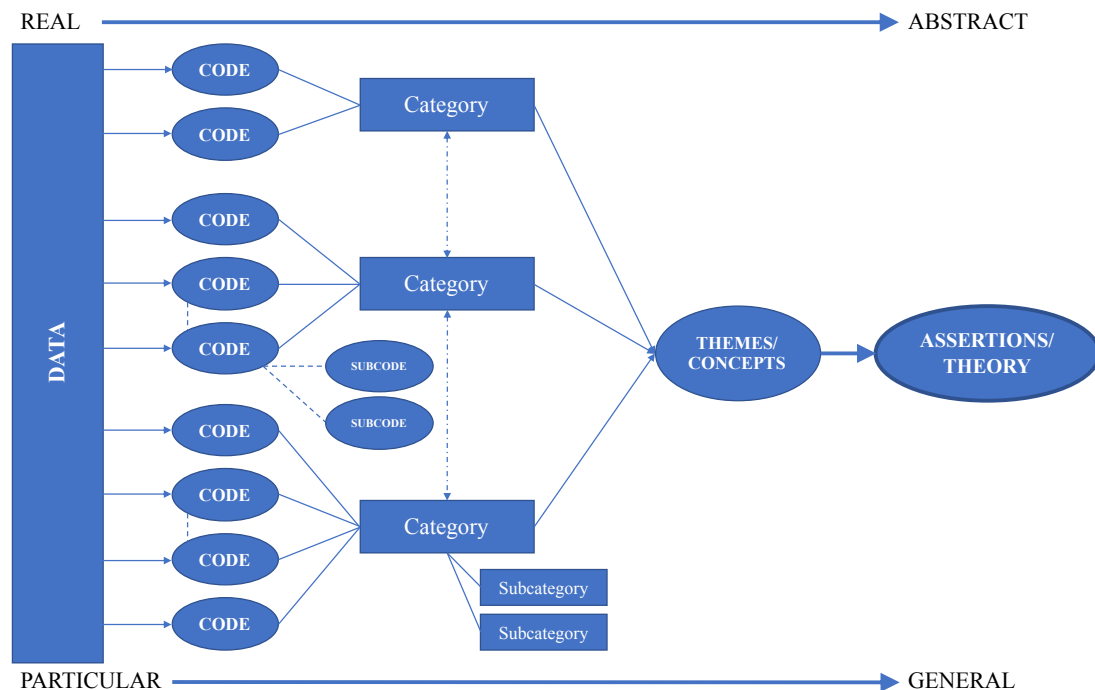 REAL
ABSTRACT
DATA
CODE
CODE
CODE
CODE
CODE
CODE
CODE
CODE
CODE
SUBCODE
SUBCODE
Category
Category
Category
Subcategory
Subcategory
THEMES/
CONCEPTS
ASSERTIONS/
THEORY
PARTICULAR
GENERAL